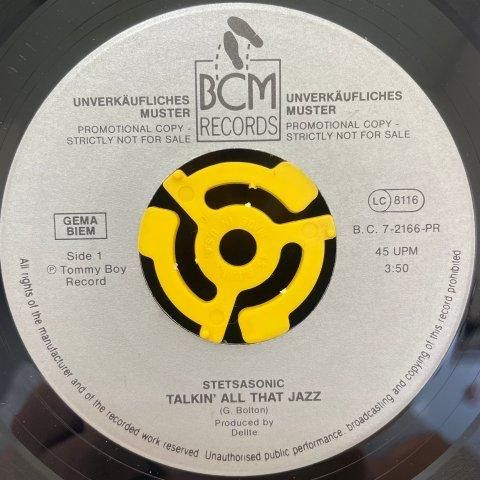 BCM
RECORDS
UNVERKÄUFLICHES
MUSTER
PROMOTIONAL COPY -
STRICTLY NOT FOR SALE
UNVERKÄUFLICHES
MUSTER
PROMOTIONAL COPY -
STRICTLY NOT FOR SALE
GEMA
BIEM
Side 1
℗ Tommy Boy
Record
LC 8116
B.C. 7-2166-PR
45 UPM
3:50
STETSASONIC
TALKIN' ALL THAT JAZZ
(G. Bolton)
Produced by
Dellte
All rights of the manufacturer and of the recorded work reserved. Unauthorised public performance, broadcasting and copying of this record prohibited